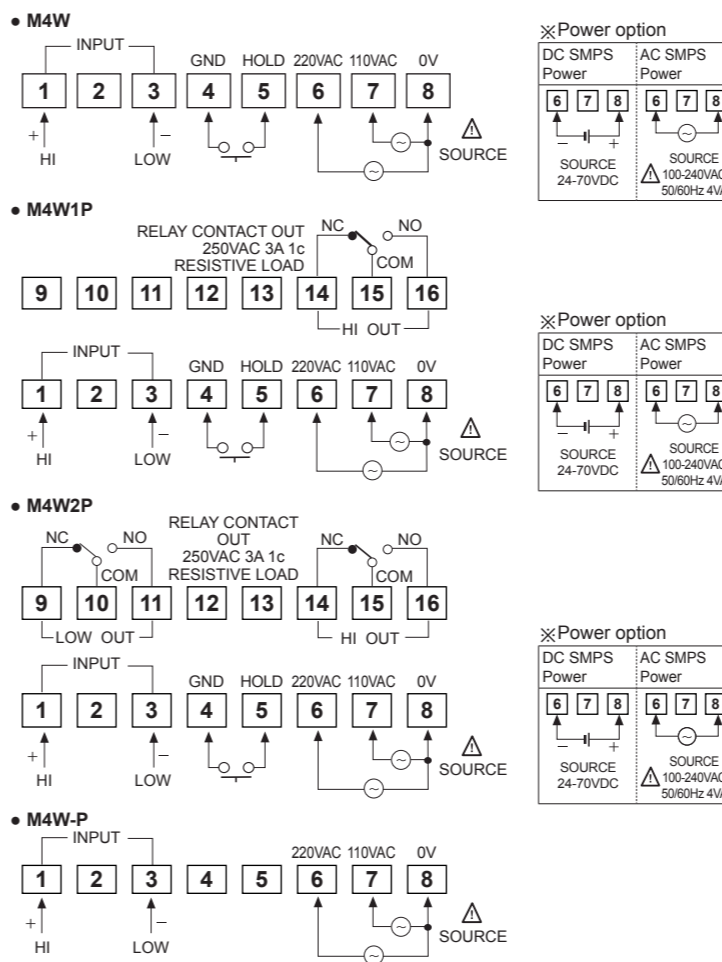 ● M4W
INPUT
GND HOLD 220VAC 110VAC 0V
1 2 3 4 5 6 7 8
+ −
HI LOW
SOURCE
※Power option
DC SMPS Power
AC SMPS Power
6 7 8
6 7 8
− +
SOURCE
24-70VDC
SOURCE
100-240VAC
50/60Hz 4VA
● M4W1P
RELAY CONTACT OUT
250VAC 3A 1c
RESISTIVE LOAD
NC NO
COM
9 10 11 12 13 14 15 16
HI OUT
INPUT
GND HOLD 220VAC 110VAC 0V
1 2 3 4 5 6 7 8
+ −
HI LOW
SOURCE
※Power option
DC SMPS Power
AC SMPS Power
6 7 8
6 7 8
− +
SOURCE
24-70VDC
SOURCE
100-240VAC
50/60Hz 4VA
● M4W2P
NC NO
COM
RELAY CONTACT
OUT
250VAC 3A 1c
RESISTIVE LOAD
NC NO
COM
9 10 11 12 13 14 15 16
LOW OUT HI OUT
INPUT
GND HOLD 220VAC 110VAC 0V
1 2 3 4 5 6 7 8
+ −
HI LOW
SOURCE
※Power option
DC SMPS Power
AC SMPS Power
6 7 8
6 7 8
− +
SOURCE
24-70VDC
SOURCE
100-240VAC
50/60Hz 4VA
● M4W-P
INPUT
220VAC 110VAC 0V
1 2 3 4 5 6 7 8
+ −
HI LOW
SOURCE